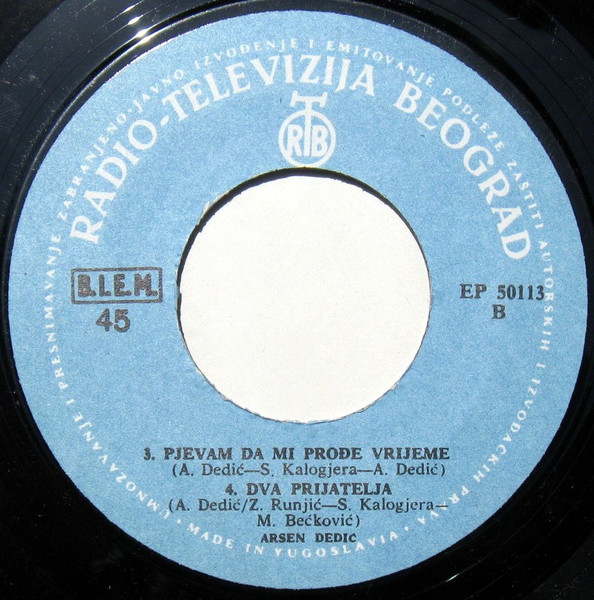 UMNOŽAVANJE I PRESNIMAVANJE ZABRANJENO-JAVNO IZVOĐENJE I EMITOVANJE PODLEŽE ZAŠTITI AUTORSKIH I IZVOĐAČKIH PRAVA
RADIO-TELEVIZIJA BEOGRAD
RTB
B.I.E.M.
45
EP 50113
B
3. PJEVAM DA MI PROĐE VRIJEME
(A. Dedić—S. Kalogjera—A. Dedić)
4. DVA PRIJATELJA
(A. Dedić/Z. Runjić—S. Kalogjera—
M. Bećković)
ARSEN DEDIĆ
• MADE IN YUGOSLAVIA •